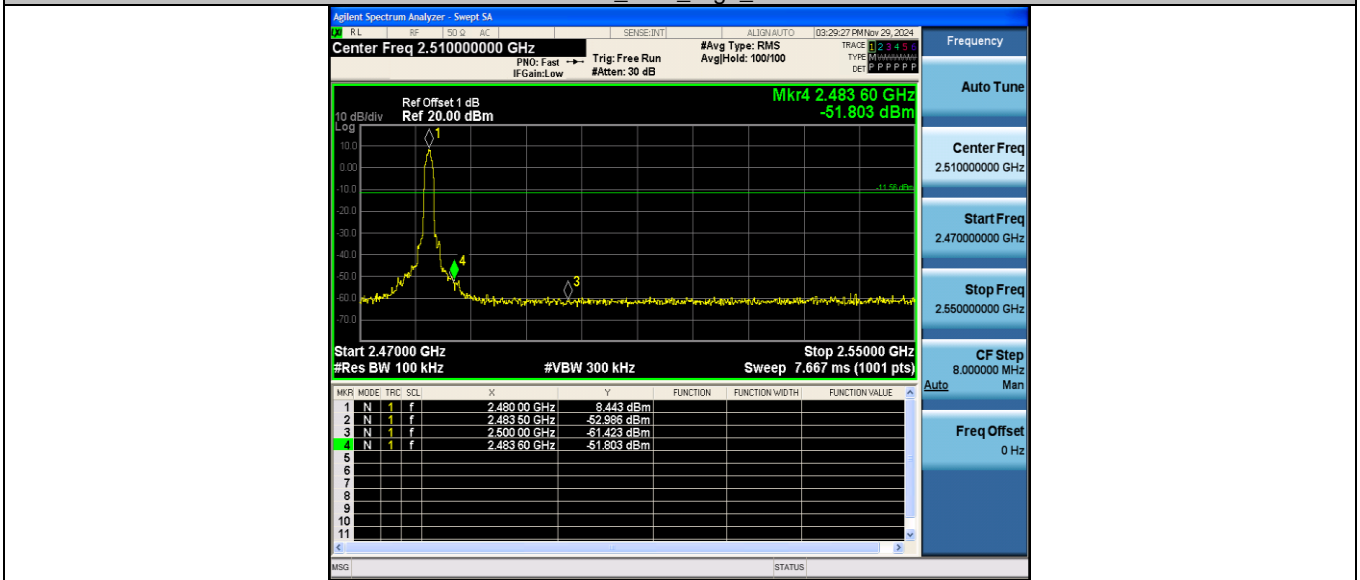 Agilent Spectrum Analyzer - Swept SA
RL RF 50 Ω AC SENSE:INT ALIGNAUTO 03:29:27 PM Nov 29, 2024
Center Freq 2.510000000 GHz
PNO: Fast Trig: Free Run
IFGain:Low #Atten: 30 dB
#Avg Type: RMS
Avg|Hold: 100/100
TRACE 1 2 3 4 5 6
TYPE M
DET P P P P P P
Frequency
Auto Tune
Center Freq
2.510000000 GHz
Start Freq
2.470000000 GHz
Stop Freq
2.550000000 GHz
CF Step
8.000000 MHz
Auto Man
Freq Offset
0 Hz
Ref Offset 1 dB
10 dB/div Ref 20.00 dBm
Log
Mkr4 2.483 60 GHz
-51.803 dBm
10.0
0.00
-10.0
-20.0
-30.0
-40.0
-50.0
-60.0
-70.0
1
4
3
-11.56 dBm
Start 2.47000 GHz Stop 2.55000 GHz
#Res BW 100 kHz #VBW 300 kHz Sweep 7.667 ms (1001 pts)
MKR MODE TRC SCL X Y FUNCTION FUNCTION WIDTH FUNCTION VALUE
1 N 1 f 2.480 00 GHz 8.443 dBm
2 N 1 f 2.483 50 GHz -52.986 dBm
3 N 1 f 2.500 00 GHz -61.423 dBm
4 N 1 f 2.483 60 GHz -51.803 dBm
5
6
7
8
9
10
11
MSG STATUS